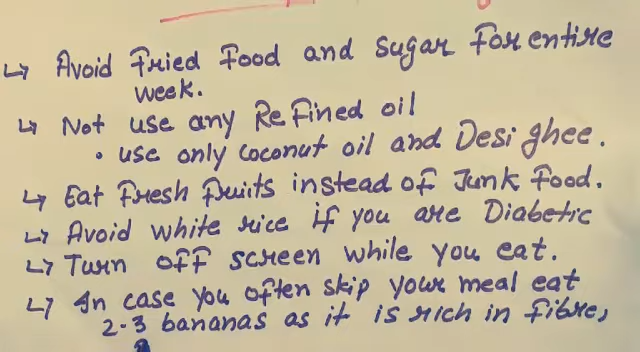 ↳ Avoid fried food and sugar for entire
week.
↳ Not use any Refined oil
• use only coconut oil and Desi ghee.
↳ Eat fresh fruits instead of Junk food.
↳ Avoid white rice if you are Diabetic
↳ Turn off screen while you eat.
↳ In case you often skip your meal eat
2-3 bananas as it is rich in fibre,